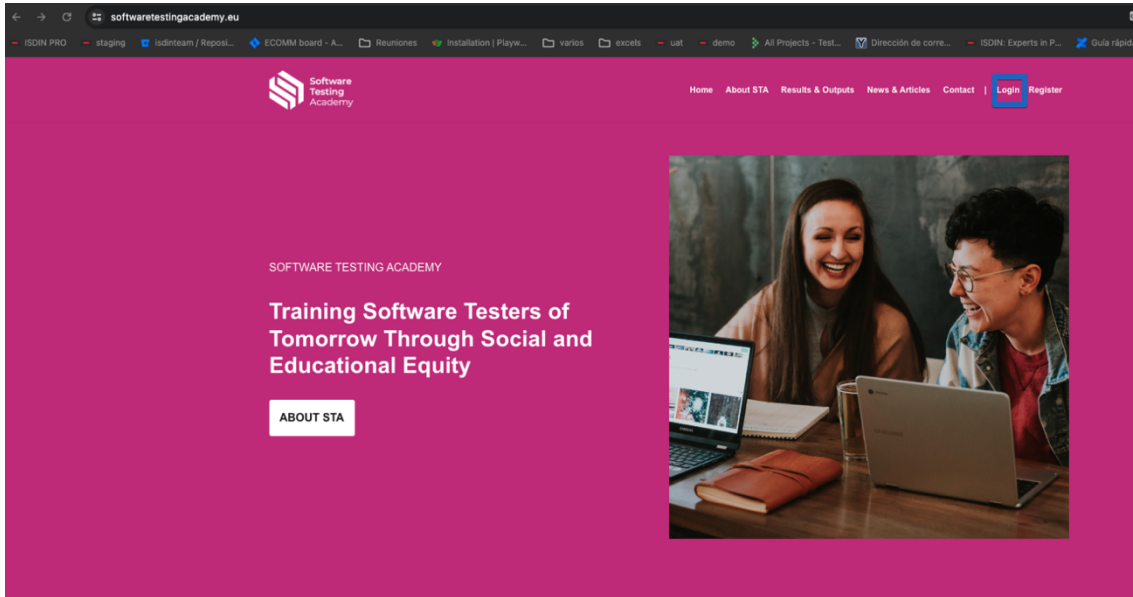 softwaretestingacademy.eu
ISDIN PRO staging isdinteam / Reposi... ECOMM board - A... Reuniones Installation | Playw... varios excels uat demo All Projects - Test... Dirección de corre... ISDIN: Experts in P... Guía rápida
Software
Testing
Academy
Home About STA Results & Outputs News & Articles Contact | Login Register
SOFTWARE TESTING ACADEMY
Training Software Testers of
Tomorrow Through Social and
Educational Equity
ABOUT STA